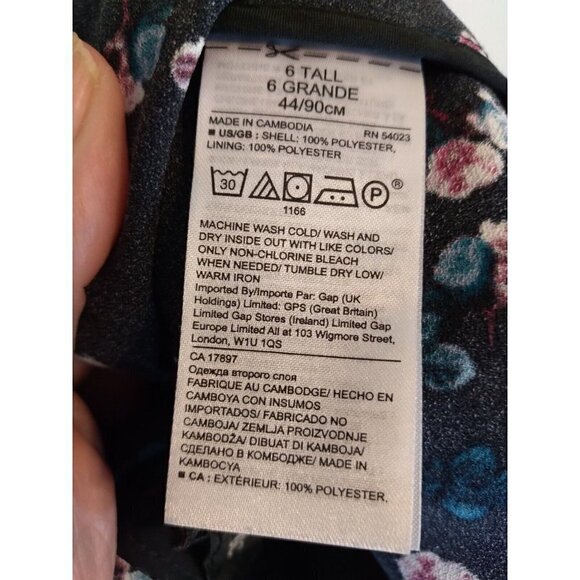 6 TALL
6 GRANDE
44/90CM
MADE IN CAMBODIA RN 54023
■ US/GB : SHELL: 100% POLYESTER,
LINING: 100% POLYESTER
30 P ®
1166
MACHINE WASH COLD/ WASH AND
DRY INSIDE OUT WITH LIKE COLORS/
ONLY NON-CHLORINE BLEACH
WHEN NEEDED/ TUMBLE DRY LOW/
WARM IRON
Imported By/Importe Par: Gap (UK
Holdings) Limited: GPS (Great Britain)
Limited Gap Stores (Ireland) Limited Gap
Europe Limited All at 103 Wigmore Street,
London, W1U 1QS
CA 17897
Одежда второго слоя
FABRIQUE AU CAMBODGE/ HECHO EN
CAMBOYA CON INSUMOS
IMPORTADOS/ FABRICADO NO
CAMBOJA/ ZEMLJA PROIZVODNJE
KAMBODŽA/ DIBUAT DI KAMBOJA/
СДЕЛАНО В КОМБОДЖЕ/ MADE IN
KAMBOCYA
■ CA : EXTÉRIEUR: 100% POLYESTER,